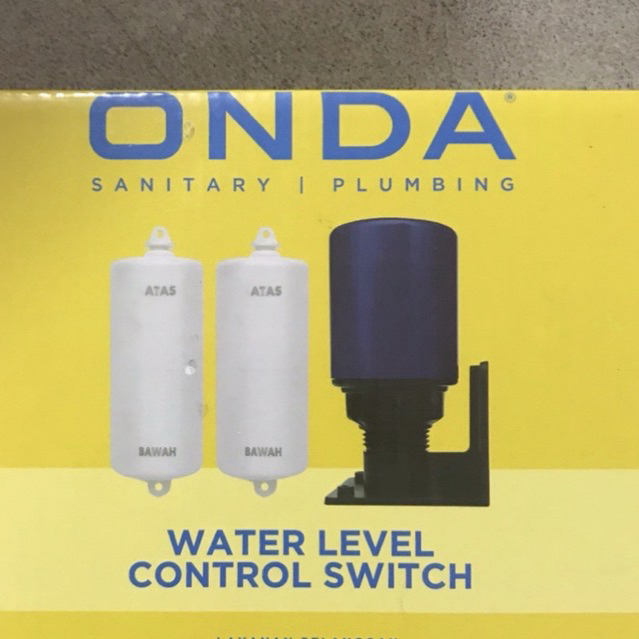 ONDA®
SANITARY | PLUMBING
ATAS ATAS
BAWAH BAWAH
WATER LEVEL
CONTROL SWITCH